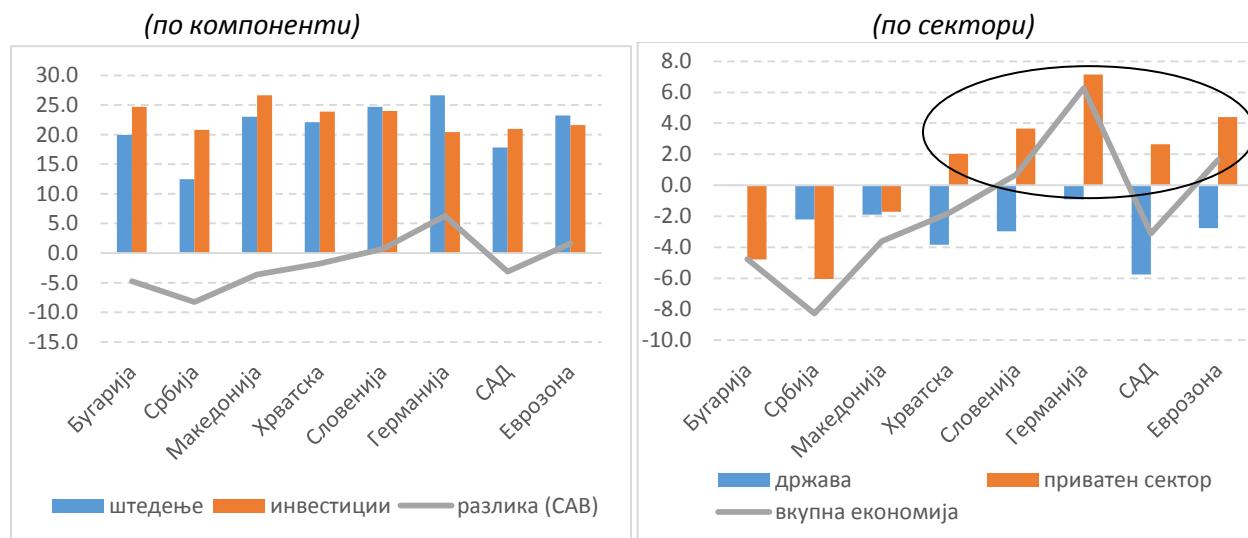 (по компоненти)
30.0
25.0
20.0
15.0
10.0
5.0
0.0
-5.0
-10.0
-15.0
Бугарија
Србија
Македонија
Хрватска
Словенија
Германија
САД
Еврозона
штедење
инвестиции
разлика (САВ)
(по сектори)
8.0
6.0
4.0
2.0
0.0
-2.0
-4.0
-6.0
-8.0
-10.0
Бугарија
Србија
Македонија
Хрватска
Словенија
Германија
САД
Еврозона
држава
приватен сектор
вкупна економија